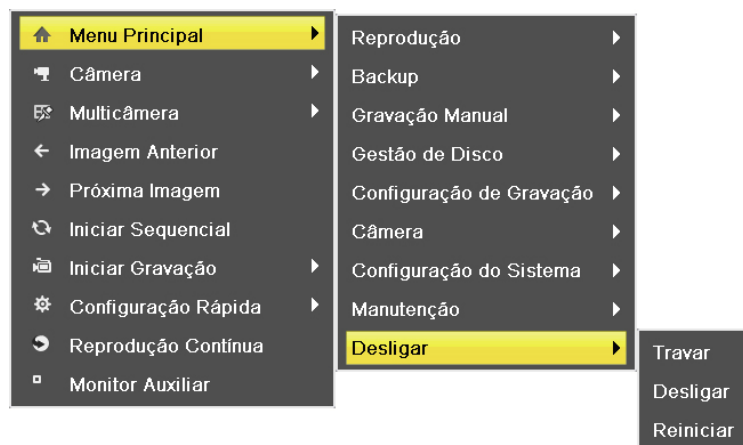 Menu Principal
Câmera
Multicâmera
Imagem Anterior
Próxima Imagem
Iniciar Sequencial
Iniciar Gravação
Configuração Rápida
Reprodução Contínua
Monitor Auxiliar
Reprodução
Backup
Gravação Manual
Gestão de Disco
Configuração de Gravação
Câmera
Configuração do Sistema
Manutenção
Desligar
Travar
Desligar
Reiniciar